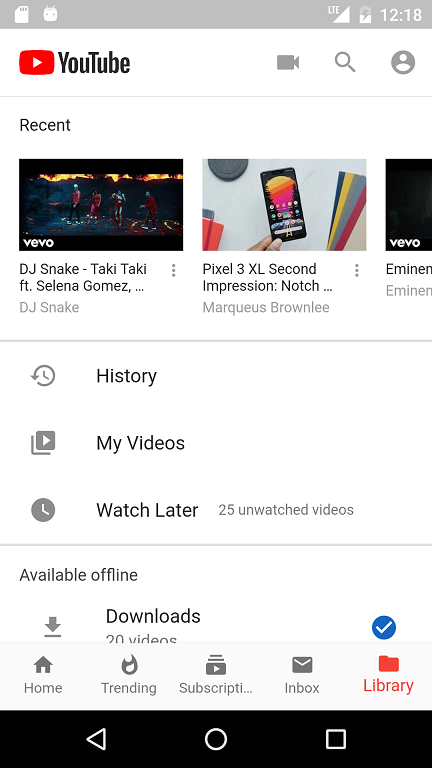 LTE 12:18
YouTube
Recent
vevo
vevo
DJ Snake - Taki Taki
ft. Selena Gomez, ...
DJ Snake
Pixel 3 XL Second
Impression: Notch ...
Marqueus Brownlee
Eminen
Eminen
History
My Videos
Watch Later 25 unwatched videos
Available offline
Downloads
20 videos
Home
Trending
Subscripti...
Inbox
Library